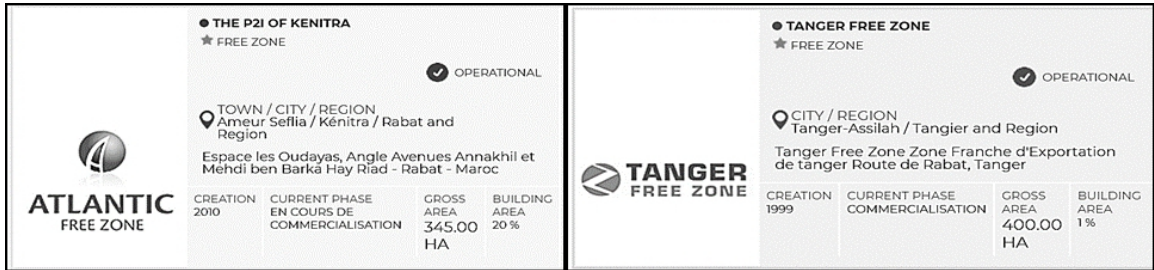 THE P2I OF KENITRA
FREE ZONE
OPERATIONAL
TOWN / CITY / REGION
Ameur Seflia / Kénitra / Rabat and
Region
Espace les Oudayas, Angle Avenues Annakhil et
Mehdi ben Barka Hay Riad - Rabat - Maroc
ATLANTIC
FREE ZONE
CREATION
2010
CURRENT PHASE
EN COURS DE
COMMERCIALISATION
GROSS
AREA
345.00
HA
BUILDING
AREA
20 %
TANGER FREE ZONE
FREE ZONE
OPERATIONAL
CITY / REGION
Tanger-Assilah / Tangier and Region
Tanger Free Zone Zone Franche d'Exportation
de tanger Route de Rabat, Tanger
TANGER
FREE ZONE
CREATION
1999
CURRENT PHASE
COMMERCIALISATION
GROSS
AREA
400.00
HA
BUILDING
AREA
1 %